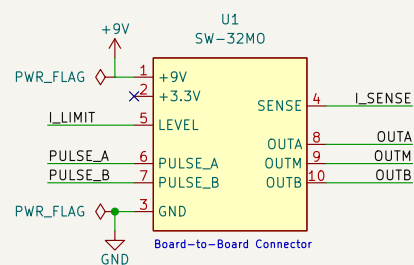 U1
SW-32MO
+9V
PWR_FLAG
1 +9V
2 +3.3V
I_LIMIT 5 LEVEL
PULSE_A 6 PULSE_A
PULSE_B 7 PULSE_B
PWR_FLAG 3 GND
GND
SENSE 4 I_SENSE
OUTA 8 OUTA
OUTM 9 OUTM
OUTB 10 OUTB
Board-to-Board Connector